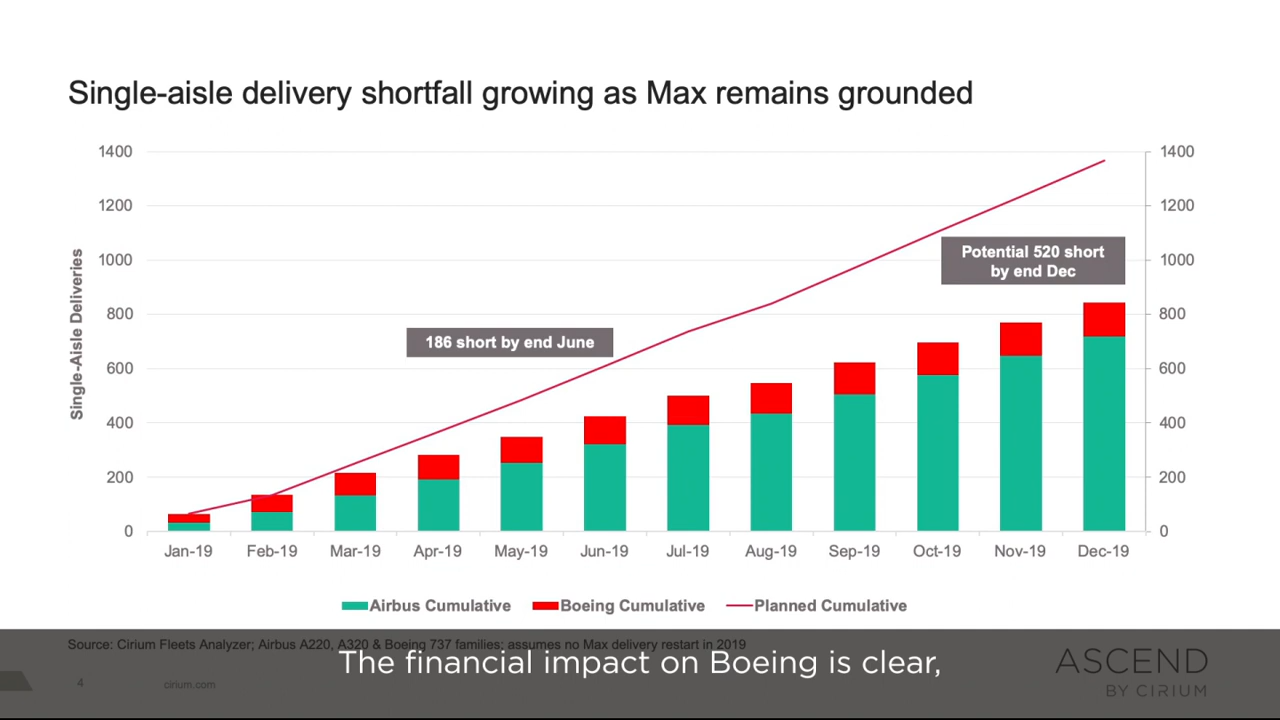 Single-aisle delivery shortfall growing as Max remains grounded
1400
1200
1000
800
600
400
200
0
Single-Aisle Deliveries
1400
1200
1000
800
600
400
200
0
186 short by end June
Potential 520 short
by end Dec
Jan-19 Feb-19 Mar-19 Apr-19 May-19 Jun-19 Jul-19 Aug-19 Sep-19 Oct-19 Nov-19 Dec-19
Airbus Cumulative Boeing Cumulative Planned Cumulative
Source: Cirium Fleets Analyzer; Airbus A220, A320 & Boeing 737 families; assumes no Max delivery restart in 2019
The financial impact on Boeing is clear,
4 cirium.com
ASCEND
BY CIRIUM